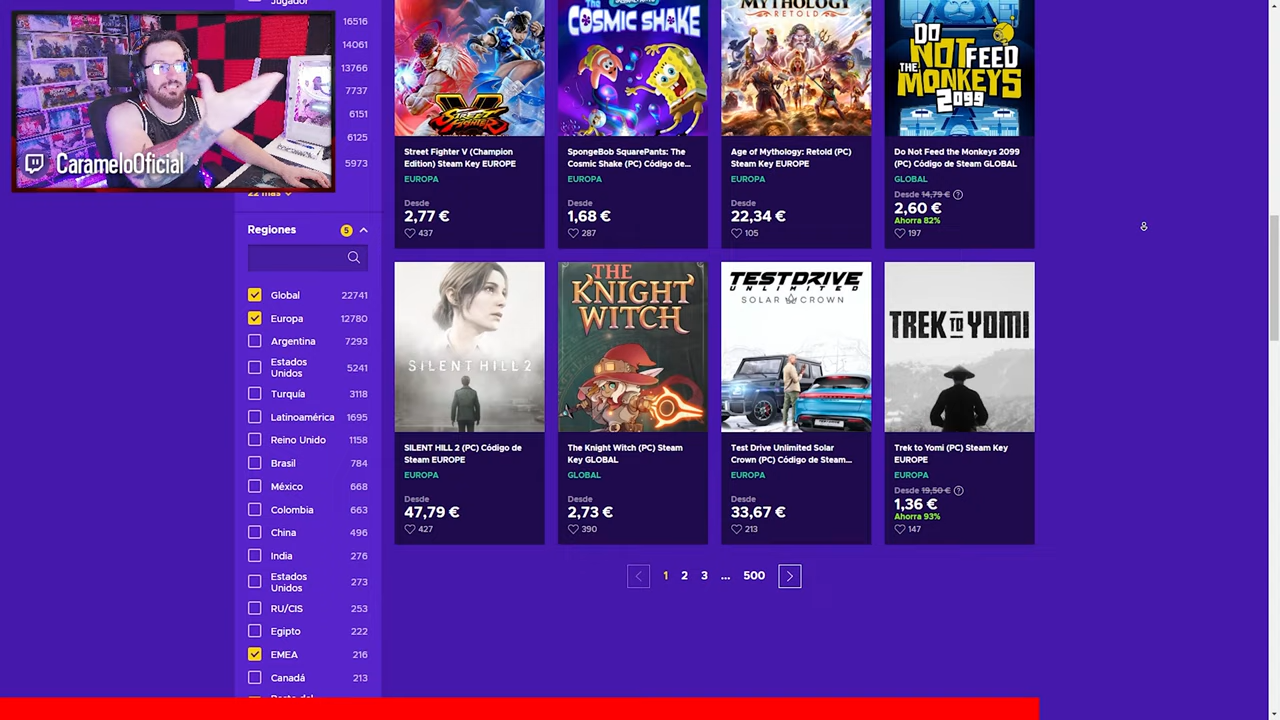 Jugador
16516
14061
13766
7737
6151
6125
5973
22 más
CarameloOficial
Regiones 5
Global 22741
Europa 12780
Argentina 7293
Estados
Unidos 5241
Turquía 3118
Latinoamérica 1695
Reino Unido 1158
Brasil 784
México 668
Colombia 663
China 496
India 276
Estados
Unidos 273
RU/CIS 253
Egipto 222
EMEA 216
Canadá 213
V
STREET
FIGHTER
Street Fighter V (Champion
Edition) Steam Key EUROPE
EUROPA
Desde
2,77 €
437
THE
COSMIC SHAKE
SpongeBob SquarePants: The
Cosmic Shake (PC) Código de...
EUROPA
Desde
1,68 €
287
MYTHOLOGY
RETOLD
Age of Mythology: Retold (PC)
Steam Key EUROPE
EUROPA
Desde
22,34 €
105
DO
NOT FEED
THE
MONKEYS
2099
Do Not Feed the Monkeys 2099
(PC) Código de Steam GLOBAL
GLOBAL
Desde 14,79 € ?
2,60 €
Ahorra 82%
197
SILENT HILL 2
SILENT HILL 2 (PC) Código de
Steam EUROPE
EUROPA
Desde
47,79 €
427
THE
KNIGHT
WITCH
The Knight Witch (PC) Steam
Key GLOBAL
GLOBAL
Desde
2,73 €
390
TEST DRIVE
UNLIMITED
SOLAR CROWN
Test Drive Unlimited Solar
Crown (PC) Código de Steam...
EUROPA
Desde
33,67 €
213
TREK TO YOMI
Trek to Yomi (PC) Steam Key
EUROPE
EUROPA
Desde 19,50 € ?
1,36 €
Ahorra 93%
147
< 1 2 3 ... 500 >